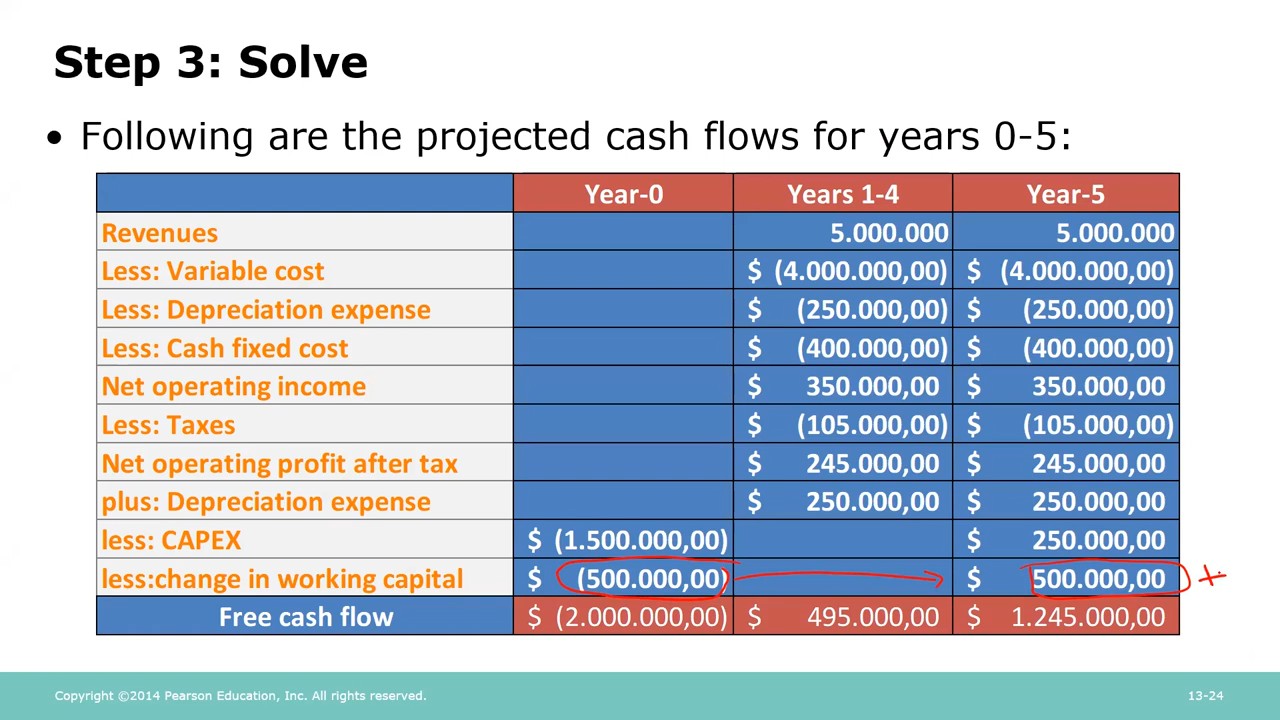 Step 3: Solve
• Following are the projected cash flows for years 0-5:
Year-0 Years 1-4 Year-5
Revenues 5.000.000 5.000.000
Less: Variable cost $ (4.000.000,00) $ (4.000.000,00)
Less: Depreciation expense $ (250.000,00) $ (250.000,00)
Less: Cash fixed cost $ (400.000,00) $ (400.000,00)
Net operating income $ 350.000,00 $ 350.000,00
Less: Taxes $ (105.000,00) $ (105.000,00)
Net operating profit after tax $ 245.000,00 $ 245.000,00
plus: Depreciation expense $ 250.000,00 $ 250.000,00
less: CAPEX $ (1.500.000,00) $ 250.000,00
less:change in working capital $ (500.000,00) $ 500.000,00 +
Free cash flow $ (2.000.000,00) $ 495.000,00 $ 1.245.000,00
Copyright ©2014 Pearson Education, Inc. All rights reserved. 13-24